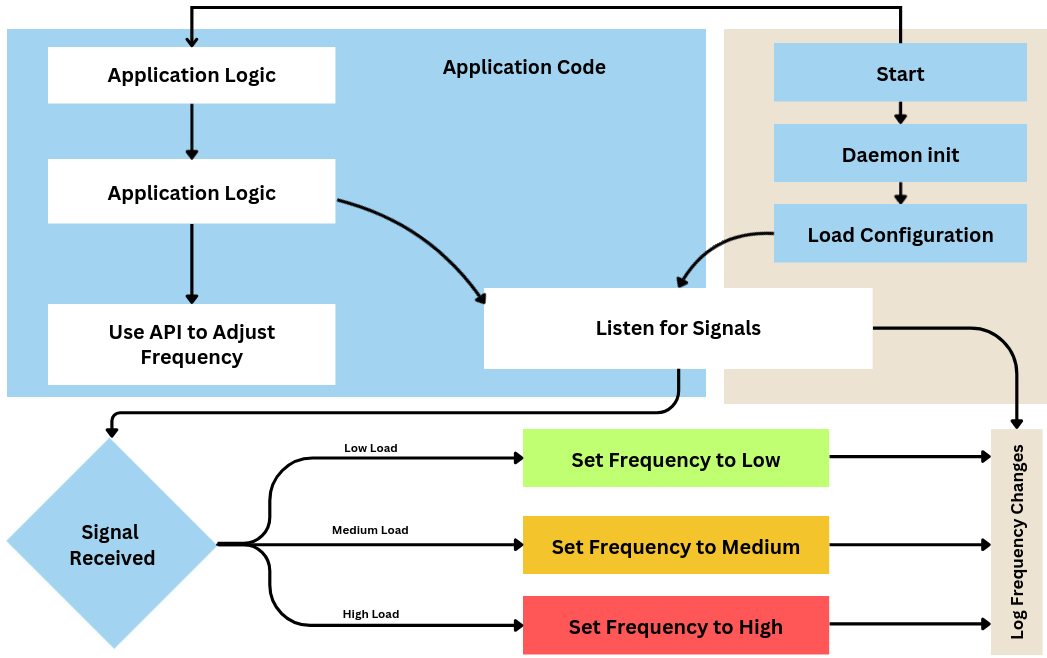 Application Code
Application Logic
Application Logic
Use API to Adjust
Frequency
Start
Daemon init
Load Configuration
Listen for Signals
Signal
Received
Low Load
Medium Load
High Load
Set Frequency to Low
Set Frequency to Medium
Set Frequency to High
Log Frequency Changes